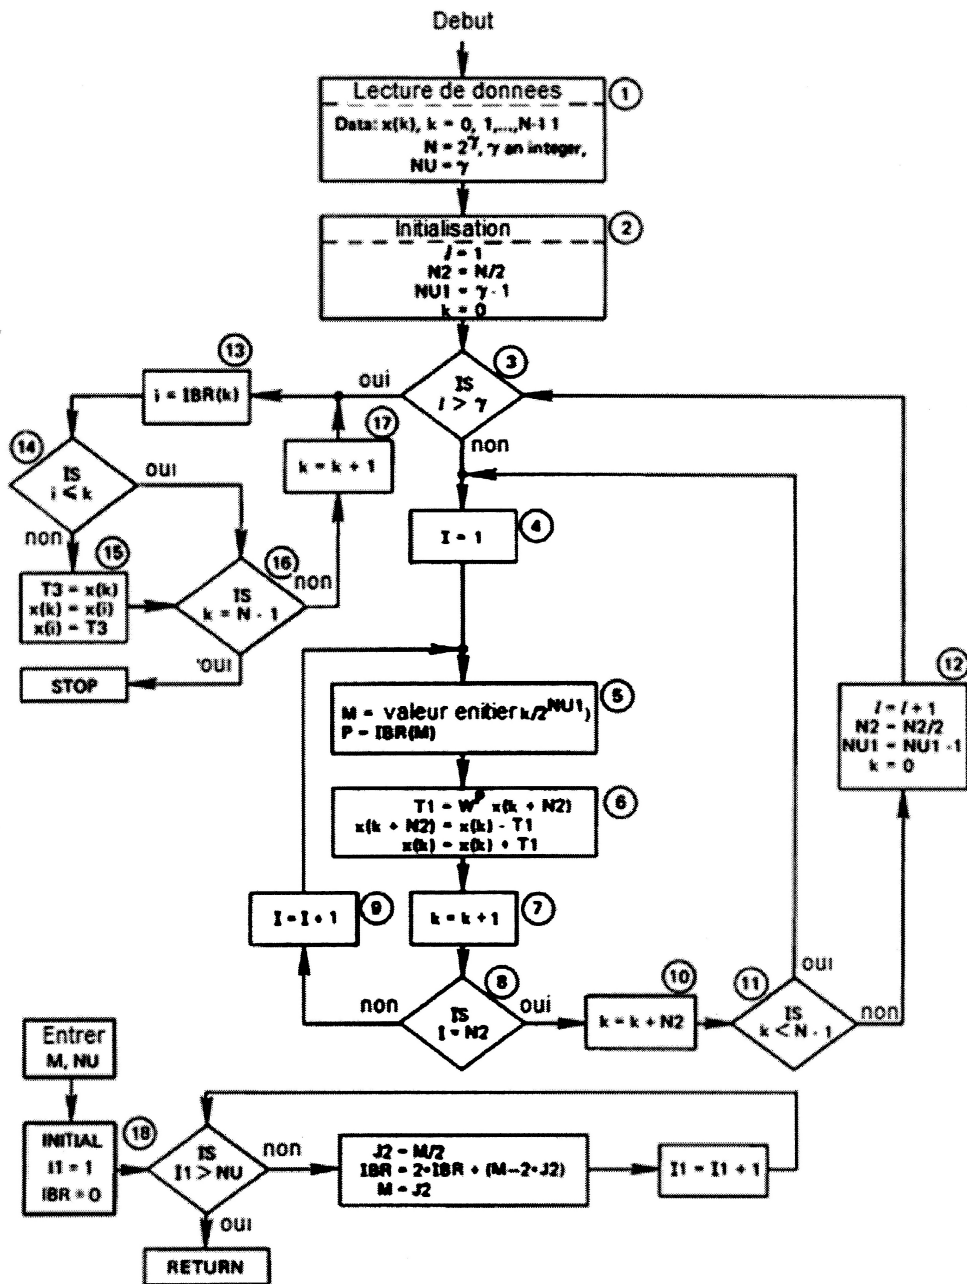 Debut
Lecture de donnees
1
Data: x(k), k = 0, 1,...,N-1 1
N = 2^γ, γ an integer,
NU = γ
Initialisation
2
l = 1
N2 = N/2
NU1 = γ - 1
k = 0
3
IS
l > γ
oui
non
13
i = IBR(k)
17
k = k + 1
14
IS
i ≤ k
oui
non
15
T3 = x(k)
x(k) = x(i)
x(i) = T3
16
IS
k = N - 1
non
oui
STOP
4
I = 1
5
M = valeur enitier k/2^NU1)
P = IBR(M)
6
T1 = W^P x(k + N2)
x(k + N2) = x(k) - T1
x(k) = x(k) + T1
7
k = k + 1
9
I = I + 1
8
IS
I = N2
non
oui
10
k = k + N2
11
IS
k < N - 1
oui
non
12
l = l + 1
N2 = N2/2
NU1 = NU1 - 1
k = 0
Entrer
M, NU
18
INITIAL
I1 = 1
IBR = 0
IS
I1 > NU
non
oui
J2 = M/2
IBR = 2•IBR + (M-2•J2)
M = J2
I1 = I1 + 1
RETURN